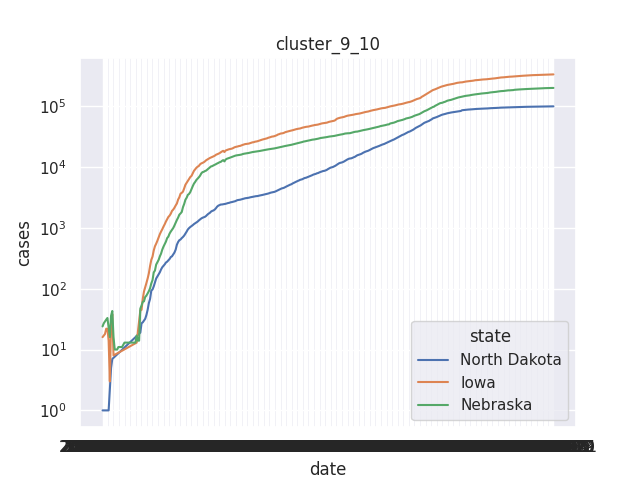 cluster_9_10
cases
10^5
10^4
10^3
10^2
10^1
10^0
state
North Dakota
Iowa
Nebraska
date